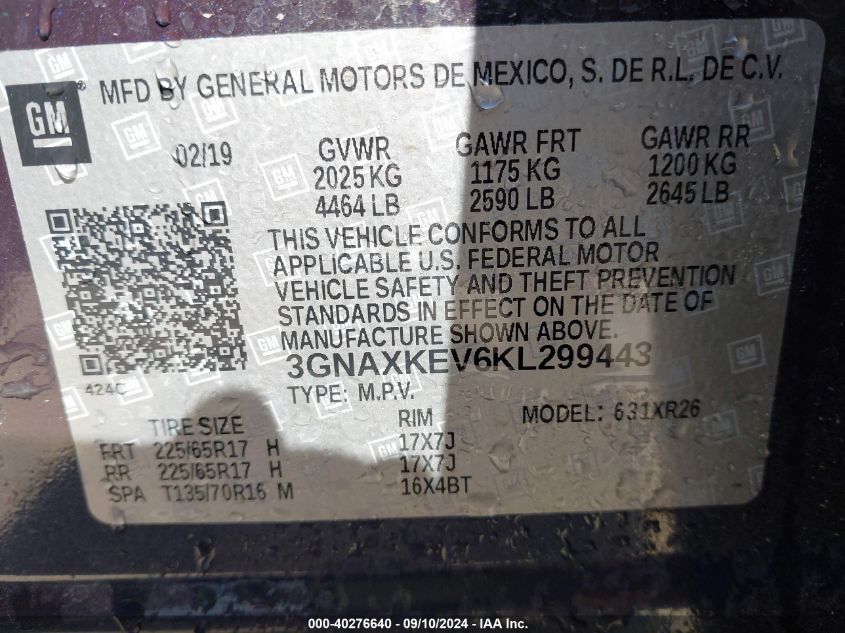 GM
MFD BY GENERAL MOTORS DE MEXICO, S. DE R.L. DE C.V.
02/19 GVWR GAWR FRT GAWR RR
2025 KG 1175 KG 1200 KG
4464 LB 2590 LB 2645 LB
THIS VEHICLE CONFORMS TO ALL
APPLICABLE U.S. FEDERAL MOTOR
VEHICLE SAFETY AND THEFT PREVENTION
STANDARDS IN EFFECT ON THE DATE OF
MANUFACTURE SHOWN ABOVE.
3GNAXKEV6KL299443
424C TYPE: M.P.V.
TIRE SIZE RIM MODEL: 631XR26
FRT 225/65R17 H 17X7J
RR 225/65R17 H 17X7J
SPA T135/70R16 M 16X4BT
000-40276640 - 09/10/2024 - IAA Inc.